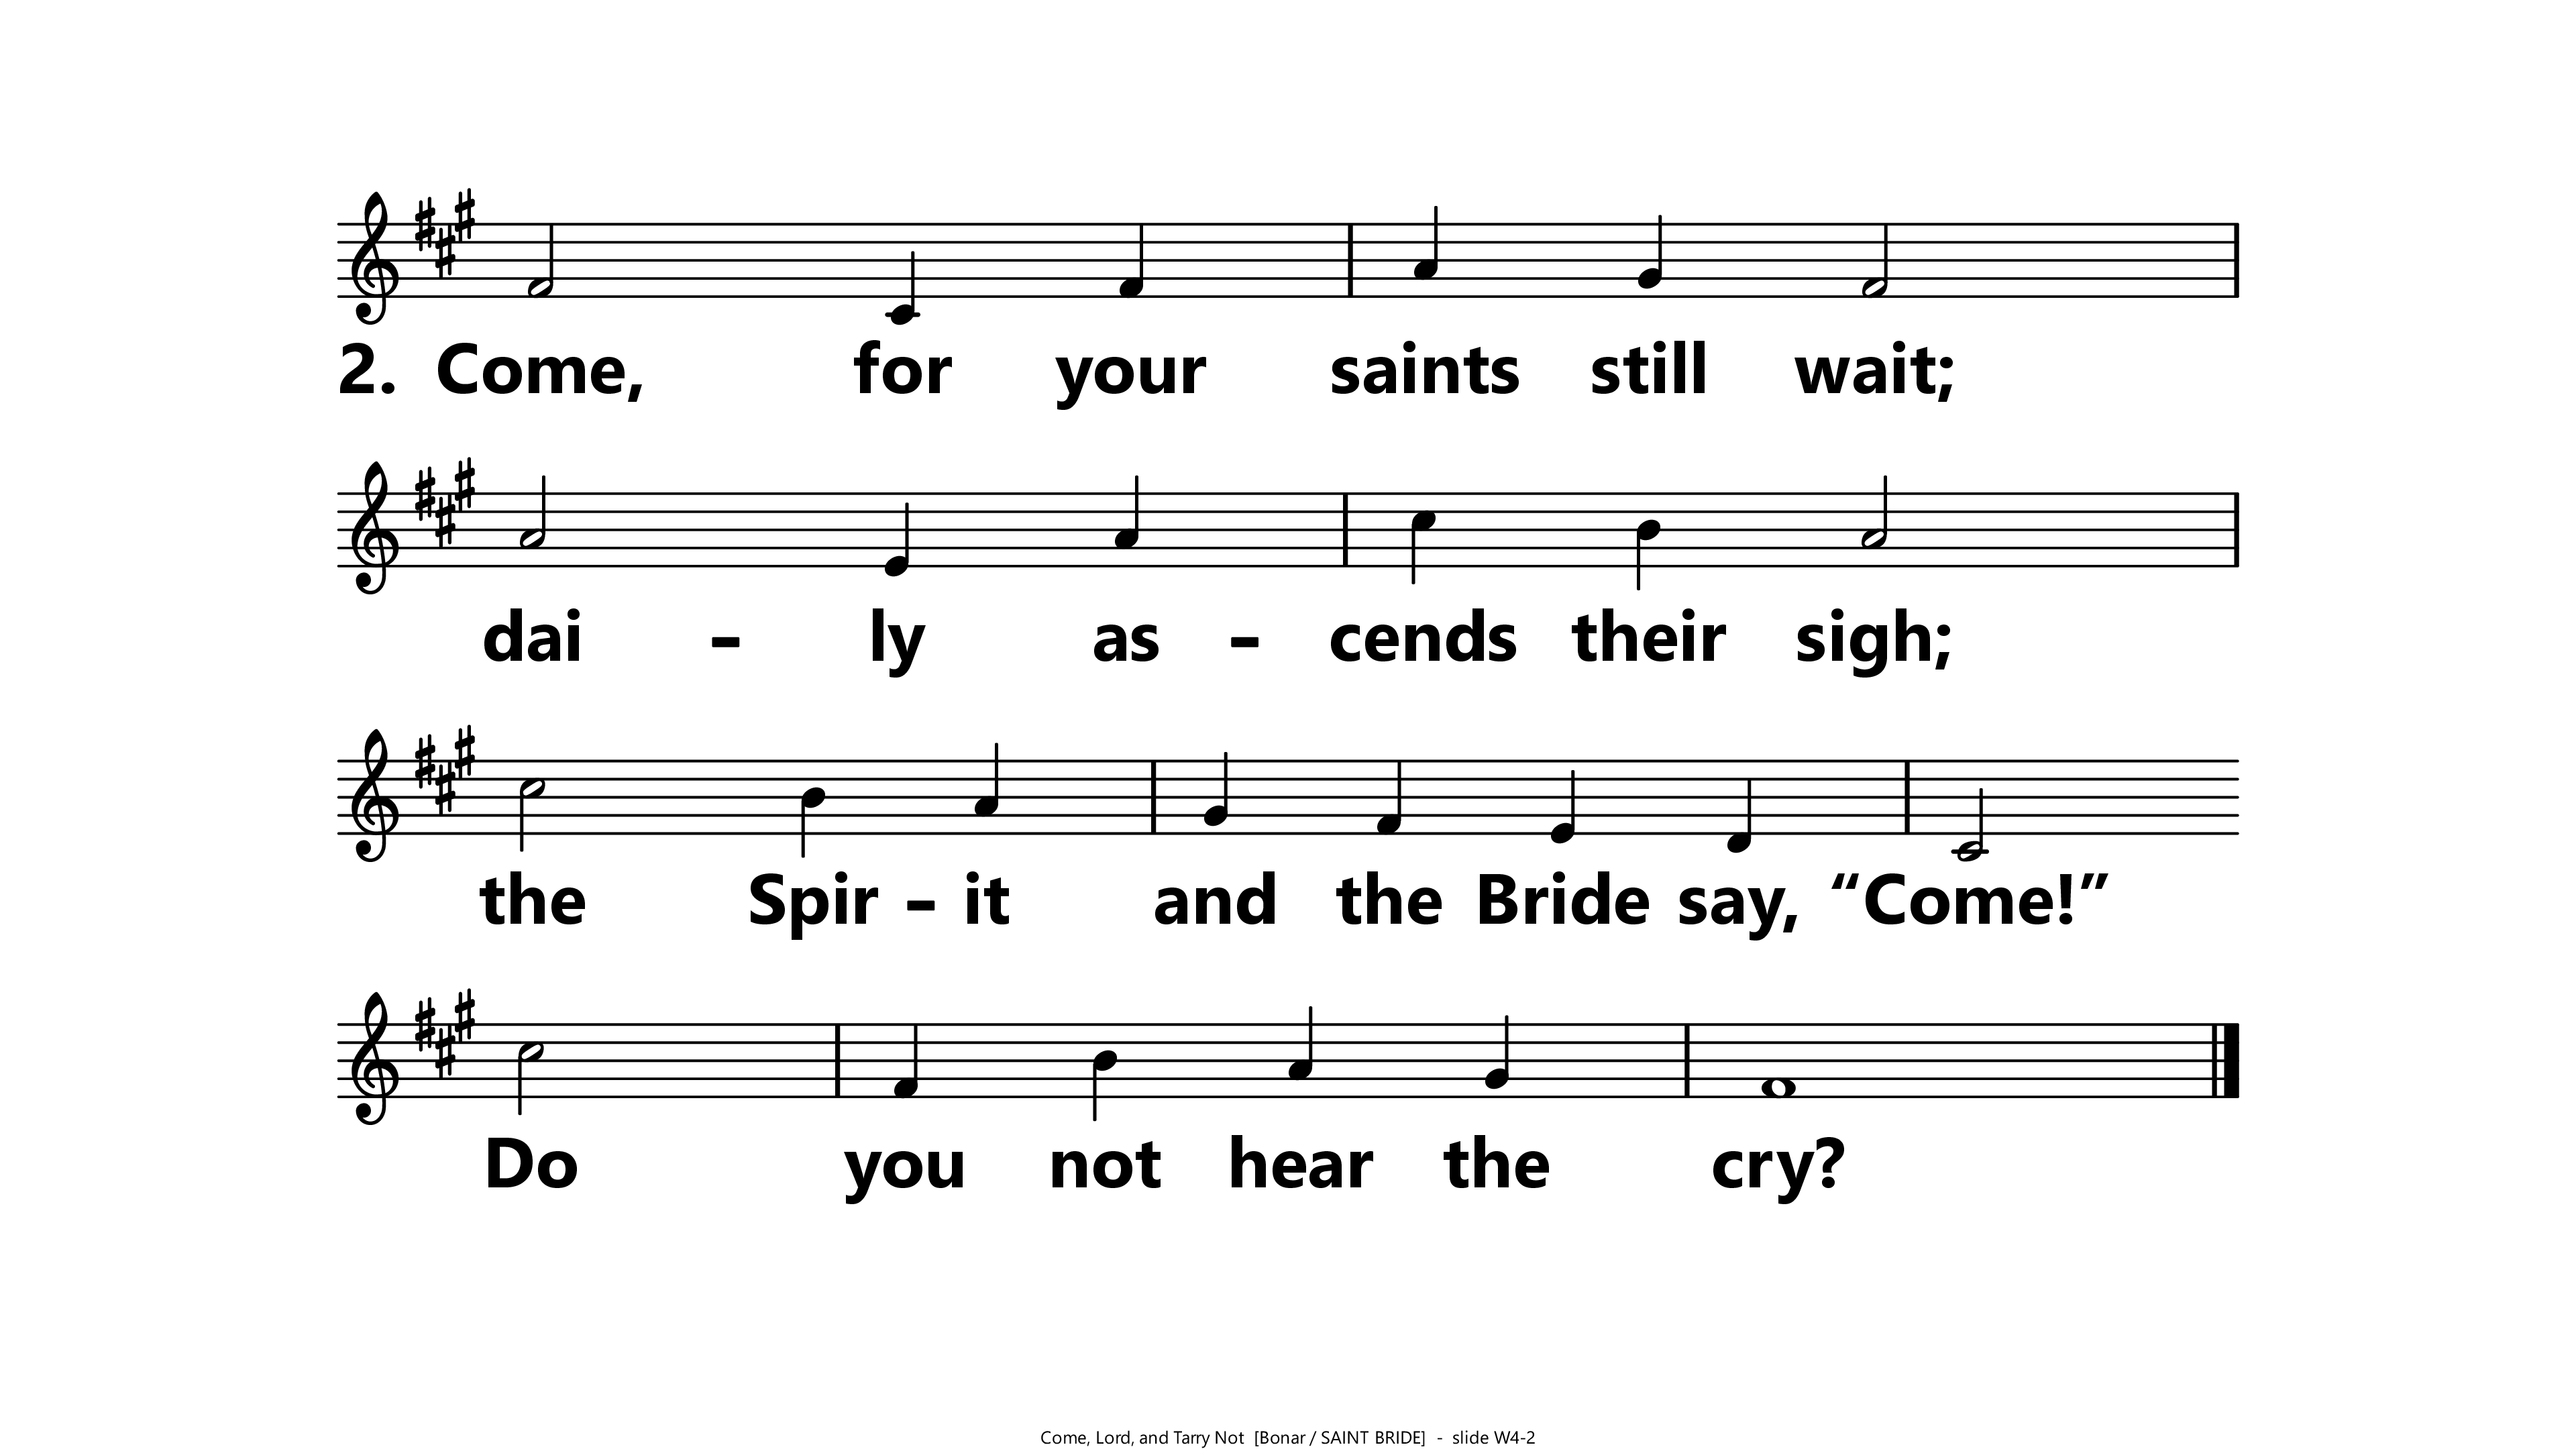 2. Come, for your saints still wait;
dai - ly as - cends their sigh;
the Spir - it and the Bride say, “Come!”
Do you not hear the cry?
Come, Lord, and Tarry Not [Bonar / SAINT BRIDE] - slide W4-2